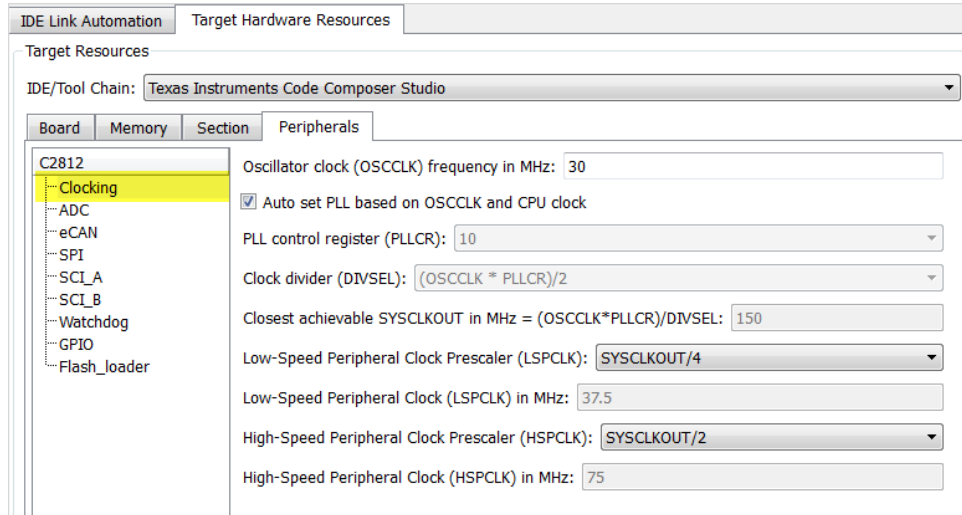 IDE Link Automation Target Hardware Resources
Target Resources
IDE/Tool Chain: Texas Instruments Code Composer Studio
Board Memory Section Peripherals
C2812
Clocking
ADC
eCAN
SPI
SCI_A
SCI_B
Watchdog
GPIO
Flash_loader
Oscillator clock (OSCCLK) frequency in MHz: 30
Auto set PLL based on OSCCLK and CPU clock
PLL control register (PLLCR): 10
Clock divider (DIVSEL): (OSCCLK * PLLCR)/2
Closest achievable SYSCLKOUT in MHz = (OSCCLK*PLLCR)/DIVSEL: 150
Low-Speed Peripheral Clock Prescaler (LSPCLK): SYSCLKOUT/4
Low-Speed Peripheral Clock (LSPCLK) in MHz: 37.5
High-Speed Peripheral Clock Prescaler (HSPCLK): SYSCLKOUT/2
High-Speed Peripheral Clock (HSPCLK) in MHz: 75